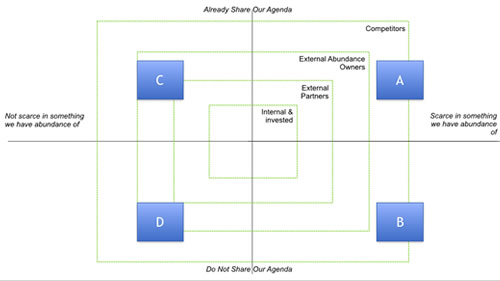 Already Share Our Agenda
Competitors
External Abundance
Owners
C
A
External
Partners
Internal &
invested
Not scarce in something
we have abundance of
Scarce in something
we have abundance
of
D
B
Do Not Share Our Agenda